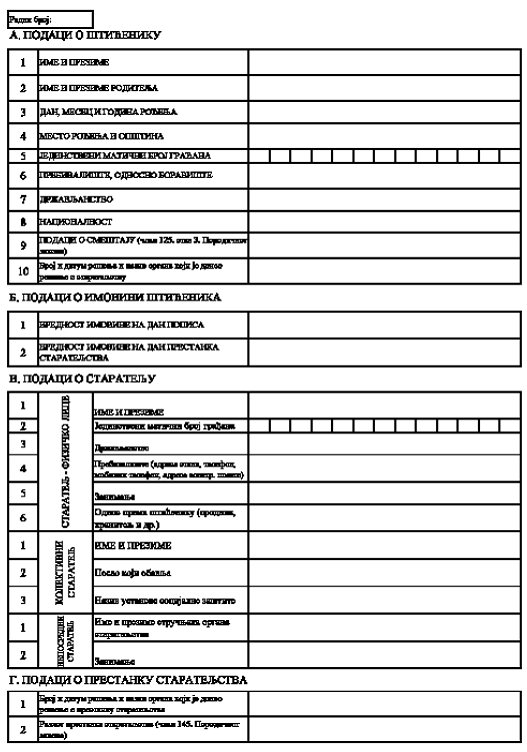 Редни број:
А. ПОДАЦИ О ШТИЋЕНИКУ
1 ИМЕ И ПРЕЗИМЕ
2 ИМЕ И ПРЕЗИМЕ РОДИТЕЉА
3 ДАН, МЕСЕЦ И ГОДИНА РОЂЕЊА
4 МЕСТО РОЂЕЊА И ОПШТИНА
5 ЈЕДИНСТВЕНИ МАТИЧНИ БРОЈ ГРАЂАНА
6 ПРЕБИВАЛИШТЕ, ОДНОСНО БОРАВИШТЕ
7 ДРЖАВЉАНСТВО
8 НАЦИОНАЛНОСТ
9 ПОДАЦИ О СМЕШТАЈУ (члан 125. став 3. Породичног
закона)
10 Број и датум решења и назив органа који је донео
решење о старатељству
Б. ПОДАЦИ О ИМОВИНИ ШТИЋЕНИКА
1 ВРЕДНОСТ ИМОВИНЕ НА ДАН ПОПИСА
2 ВРЕДНОСТ ИМОВИНЕ НА ДАН ПРЕСТАНКА
СТАРАТЕЉСТВА
В. ПОДАЦИ О СТАРАТЕЉУ
СТАРАТЕЉ - ФИЗИЧКО ЛИЦЕ
1 ИМЕ И ПРЕЗИМЕ
2 Јединствени матични број грађана
3 Држављанство
4 Пребивалиште (адреса стана, телефон,
мобилни телефон, адреса електр. поште)
5 Занимање
6 Однос према штићенику (сродник,
хранитељ и др.)
КОЛЕКТИВНИ
СТАРАТЕЉ
1 ИМЕ И ПРЕЗИМЕ
2 Посао који обавља
3 Назив установе социјалне заштите
НЕПОСРЕДНИ
СТАРАТЕЉ
1 Име и презиме стручњака органа
старатељства
2 Занимање
Г. ПОДАЦИ О ПРЕСТАНКУ СТАРАТЕЉСТВА
1 Број и датум решења и назив органа који је донео
решење о престанку старатељства
2 Разлог престанка старатељства (члан 145. Породичног
закона)